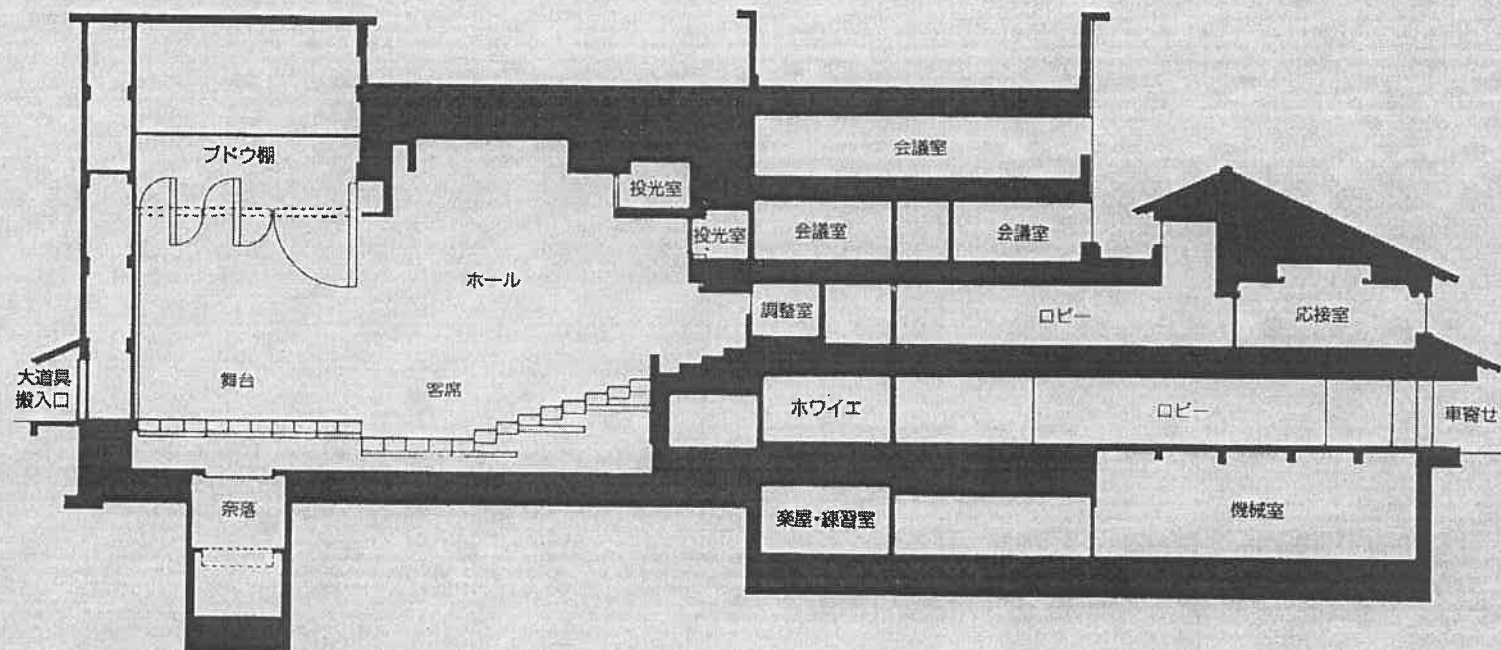 会議室
ブドウ棚
投光室
投光室
会議室
会議室
ホール
調整室
ロビー
応接室
大道具
搬入口
舞台
客席
ホワイエ
ロビー
車寄せ
奈落
楽屋・練習室
機械室